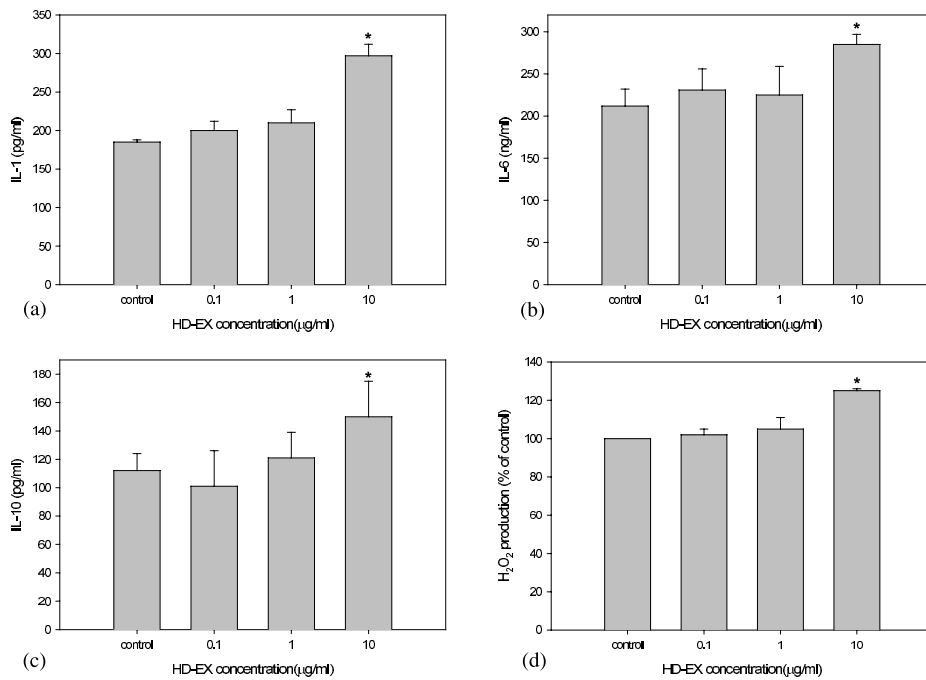 350
300
250
200
150
100
50
0
IL-1 (pg/ml)
*
control 0.1 1 10
(a)
HD-EX concentration(μg/ml)
300
250
200
150
100
50
0
IL-6 (ng/ml)
*
control 0.1 1 10
(b)
HD-EX concentration(μg/ml)
180
160
140
120
100
80
60
40
20
0
IL-10 (pg/ml)
*
control 0.1 1 10
(c)
HD-EX concentration(μg/ml)
140
120
100
80
60
40
20
0
H₂O₂ production (% of control)
*
control 0.1 1 10
(d)
HD-EX concentration(μg/ml)